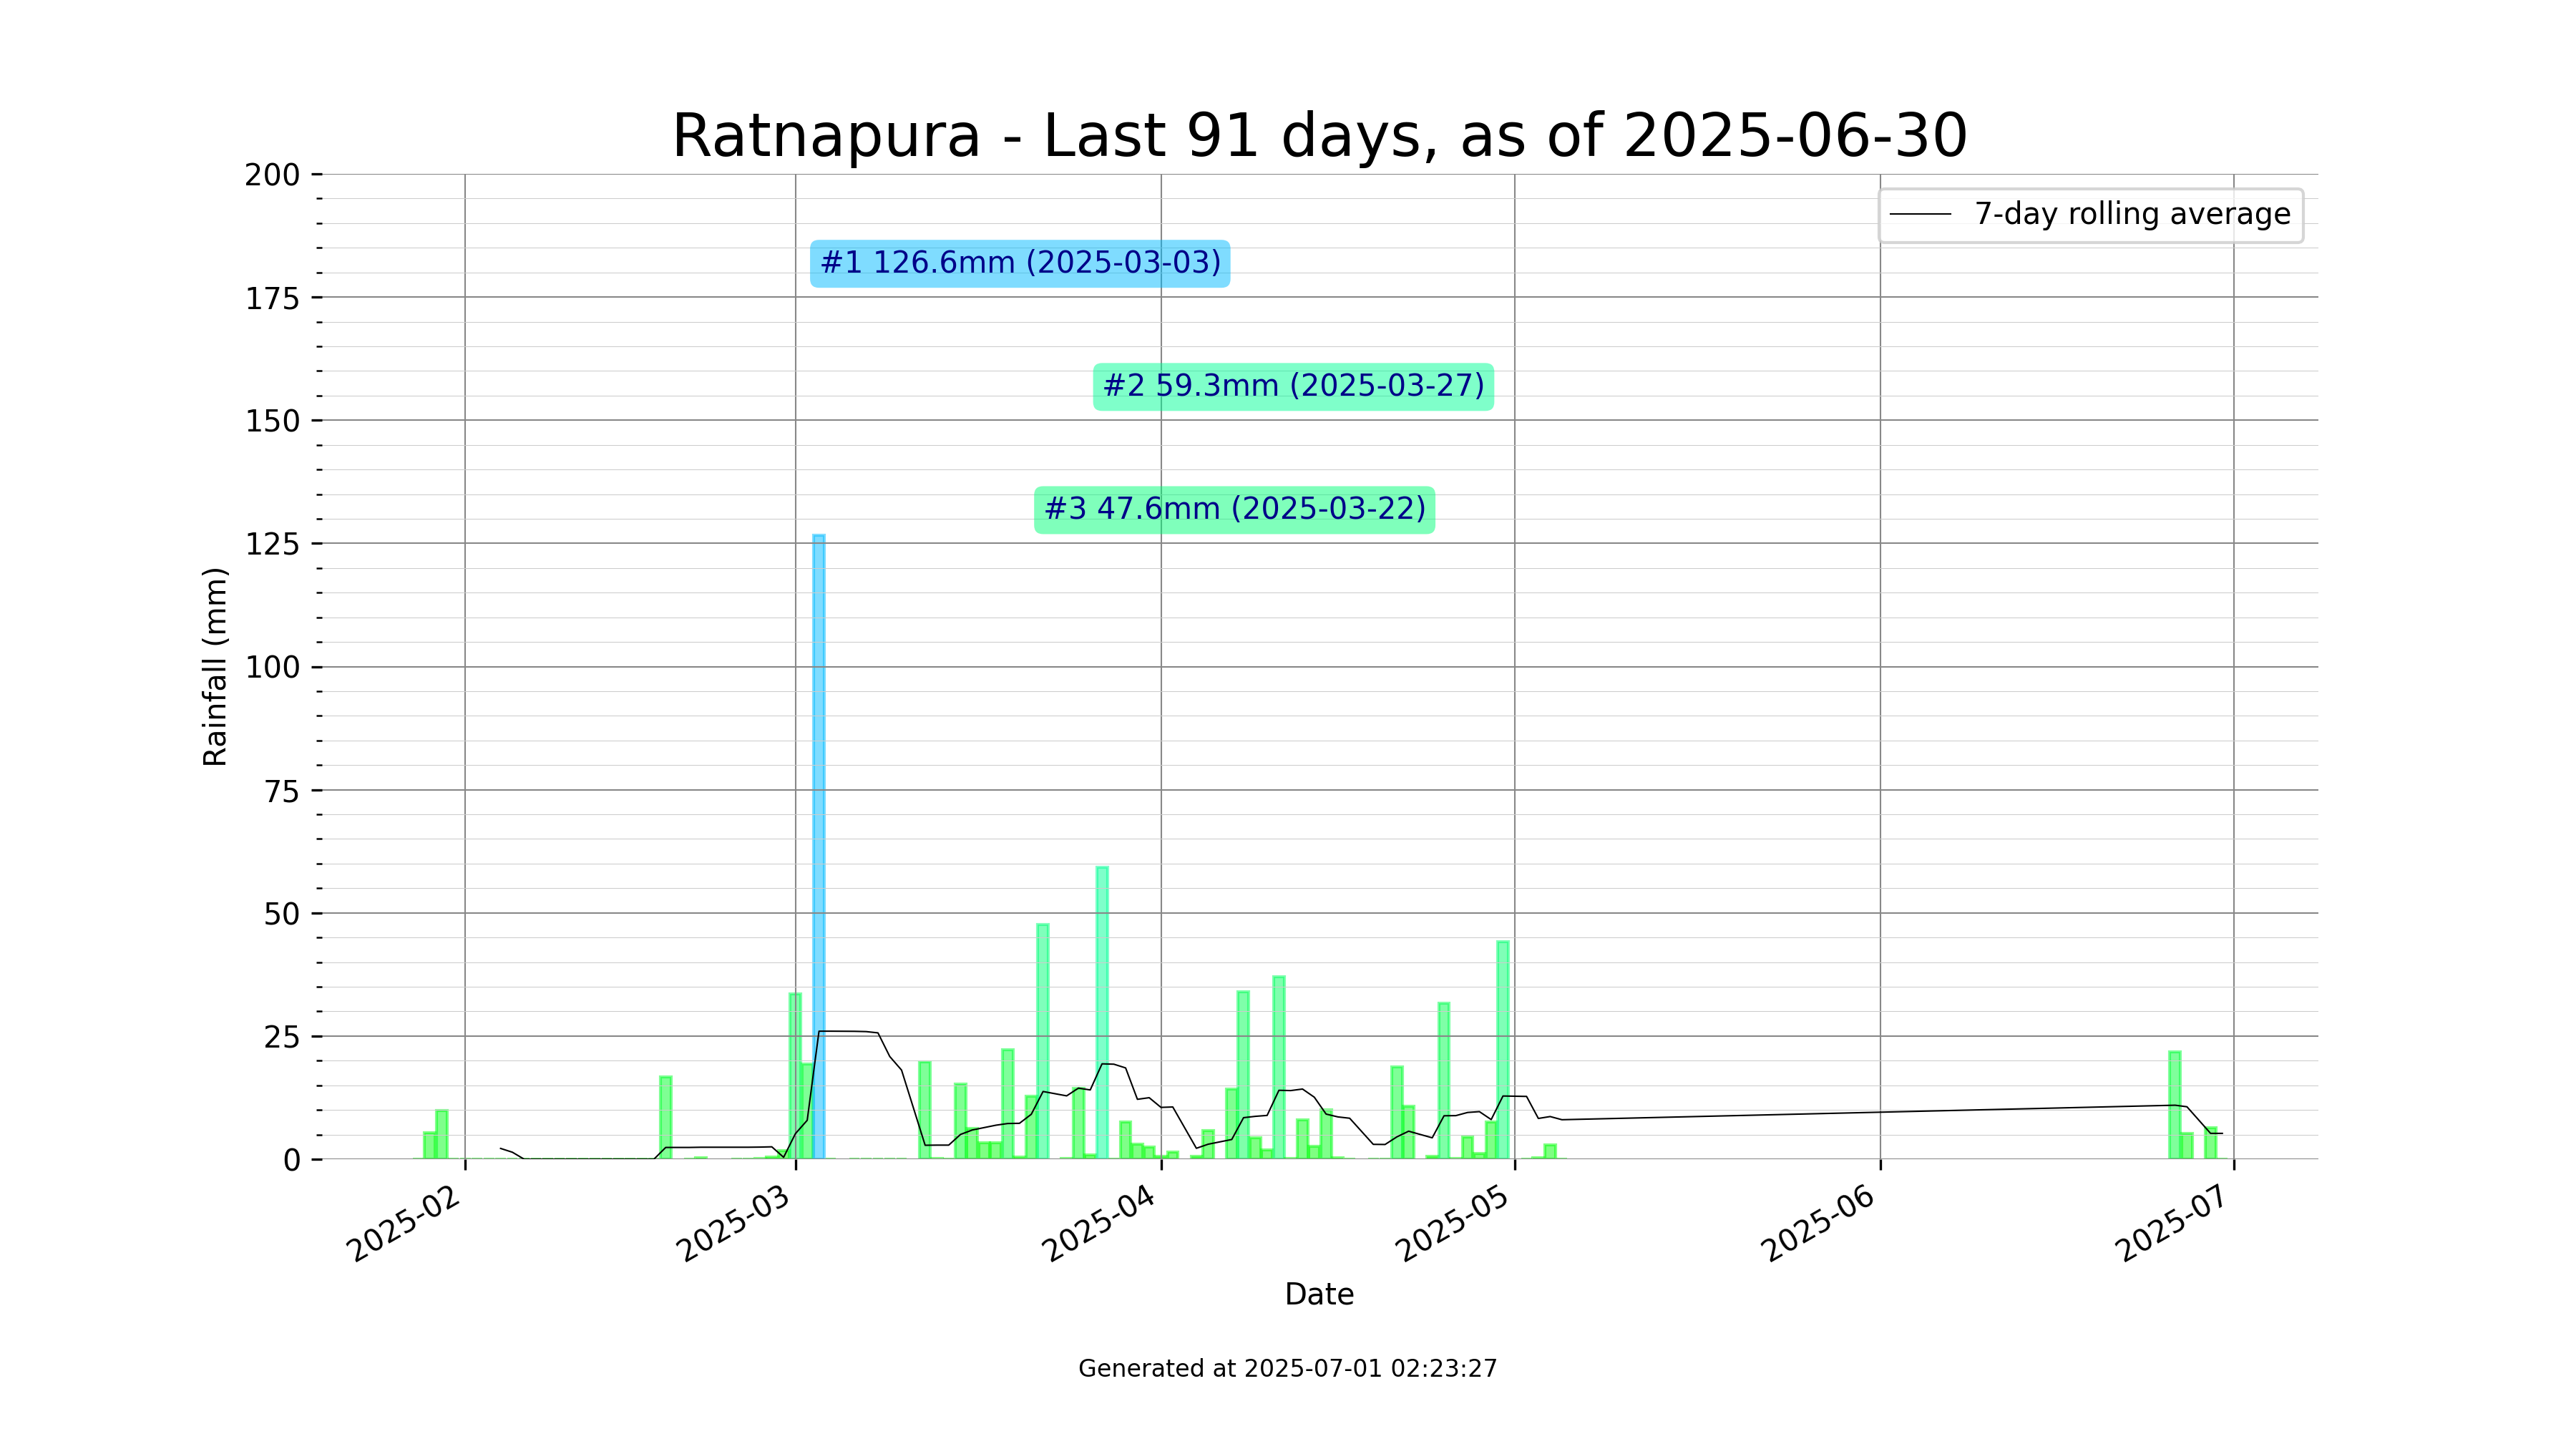 Ratnapura - Last 91 days, as of 2025-06-30
200
175
150
125
100
75
50
25
0
Rainfall (mm)
7-day rolling average
#1 126.6mm (2025-03-03)
#2 59.3mm (2025-03-27)
#3 47.6mm (2025-03-22)
2025-02
2025-03
2025-04
2025-05
2025-06
2025-07
Date
Generated at 2025-07-01 02:23:27